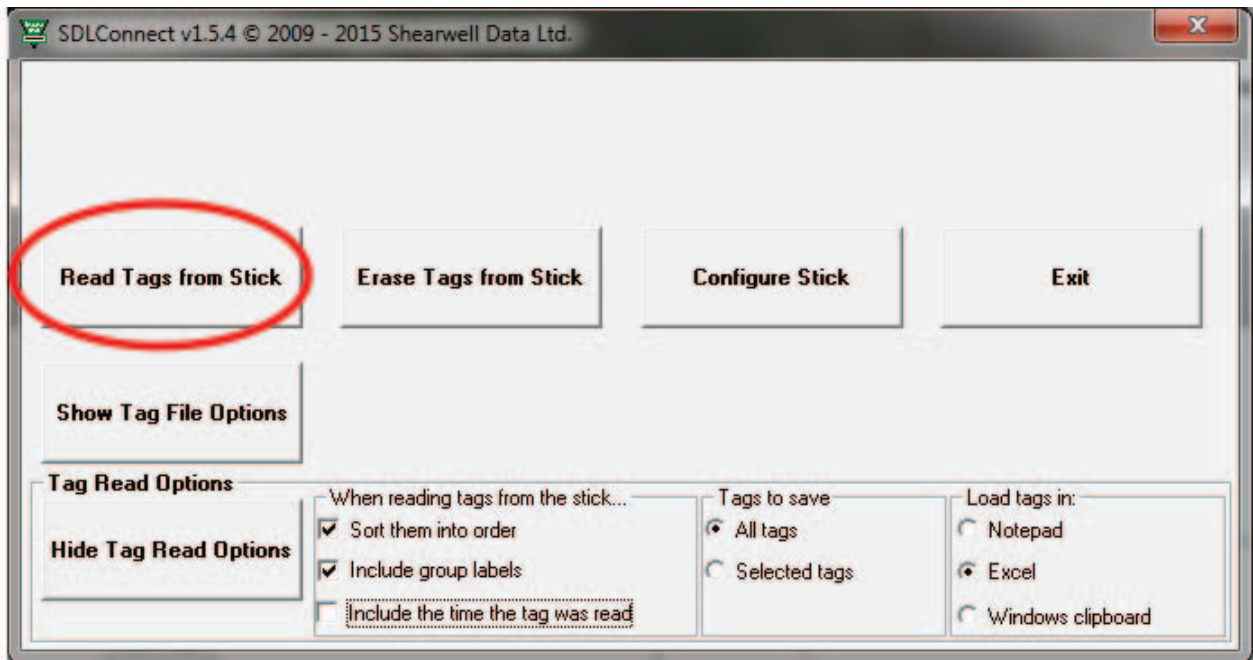 SDLConnect v1.5.4 © 2009 - 2015 Shearwell Data Ltd.
Read Tags from Stick
Erase Tags from Stick
Configure Stick
Exit
Show Tag File Options
Tag Read Options
Hide Tag Read Options
When reading tags from the stick...
Sort them into order
Include group labels
Include the time the tag was read
Tags to save
All tags
Selected tags
Load tags in:
Notepad
Excel
Windows clipboard